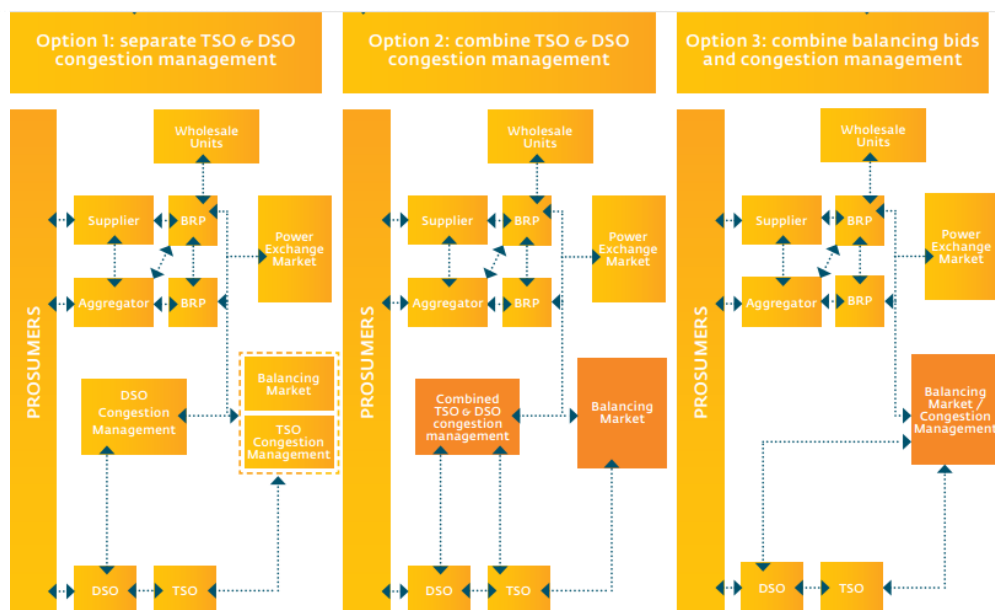 Option 1: separate TSO & DSO
congestion management
PROSUMERS
Wholesale
Units
Supplier
BRP
Power
Exchange
Market
Aggregator
BRP
DSO
Congestion
Management
Balancing
Market
TSO
Congestion
Management
DSO
TSO
Option 2: combine TSO & DSO
congestion management
PROSUMERS
Wholesale
Units
Supplier
BRP
Power
Exchange
Market
Aggregator
BRP
Combined
TSO & DSO
congestion
management
Balancing
Market
DSO
TSO
Option 3: combine balancing bids
and congestion management
PROSUMERS
Wholesale
Units
Supplier
BRP
Power
Exchange
Market
Aggregator
BRP
Balancing
Market /
Congestion
Management
DSO
TSO